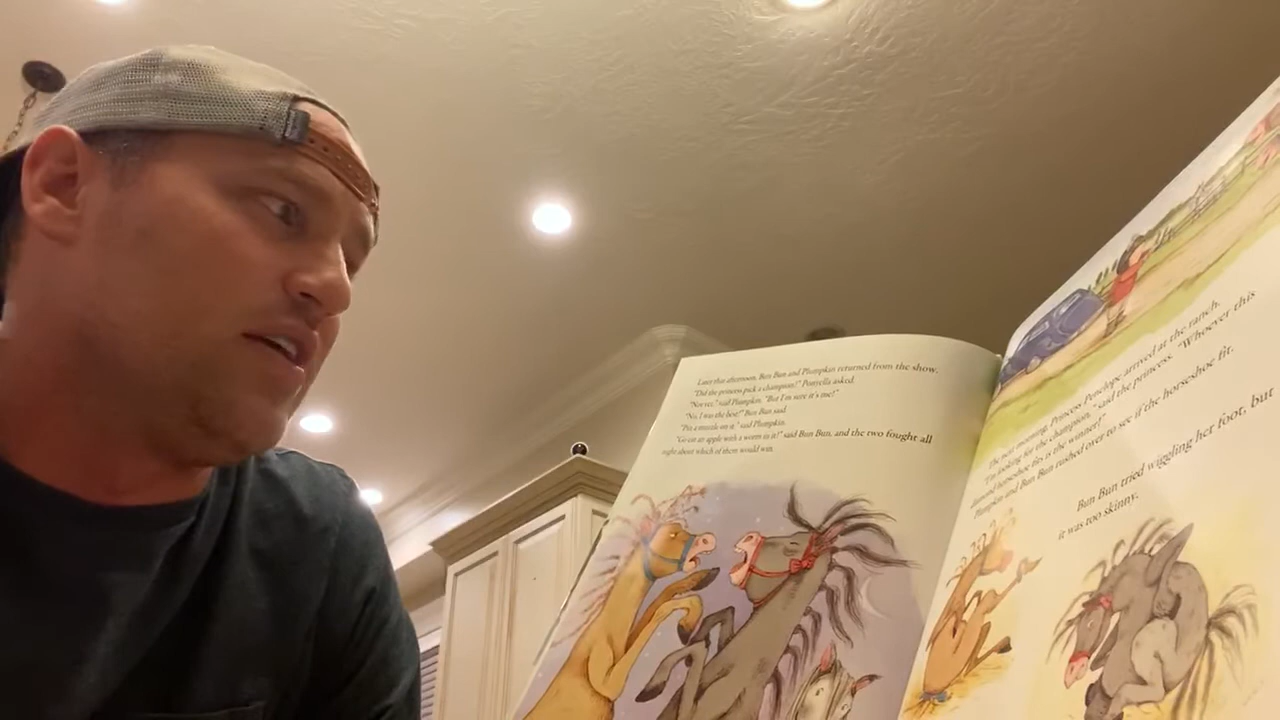 Later that afternoon, Bun Bun and Plumpkin returned from the show.
"Did the princess pick a champion?" Ponyella asked.
"Not yet," said Plumpkin. "But I'm sure it's me!"
"No, I was the best!" Bun Bun said.
"Put a muzzle on it," said Plumpkin.
"Go eat an apple with a worm in it!" said Bun Bun, and the two fought all
night about which of them would win.
The next morning, Princess Penelope arrived at the ranch.
"I'm looking for the champion," said the princess. "Whoever this
diamond horseshoe fits is the winner!"
Plumpkin and Bun Bun rushed over to see if the horseshoe fit.
Bun Bun tried wiggling her foot, but
it was too skinny.